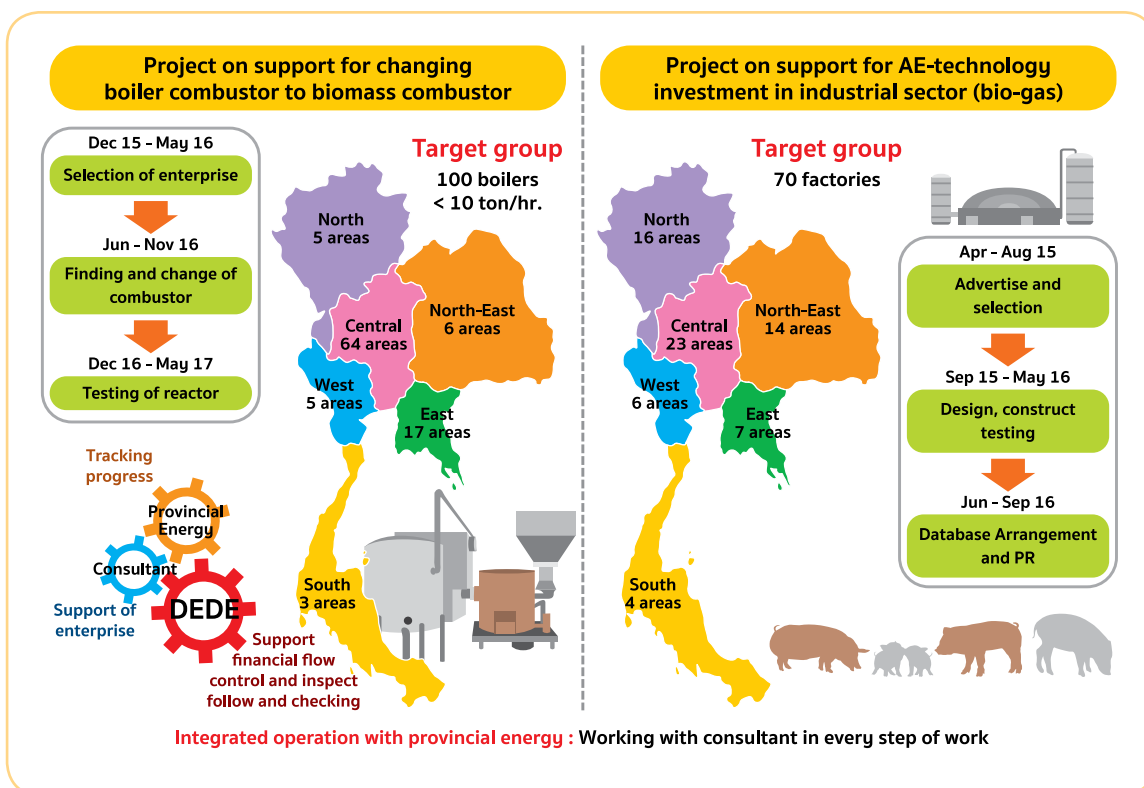 Project on support for changing
boiler combustor to biomass combustor
Dec 15 - May 16
Selection of enterprise
Jun - Nov 16
Finding and change of
combustor
Dec 16 - May 17
Testing of reactor
Target group
100 boilers
< 10 ton/hr.
North
5 areas
North-East
6 areas
Central
64 areas
West
5 areas
East
17 areas
South
3 areas
Tracking
progress
Provincial
Energy
Consultant
Support of
enterprise
DEDE
Support
financial flow
control and inspect
follow and checking
Project on support for AE-technology
investment in industrial sector (bio-gas)
Target group
70 factories
North
16 areas
North-East
14 areas
Central
23 areas
West
6 areas
East
7 areas
South
4 areas
Apr - Aug 15
Advertise and
selection
Sep 15 - May 16
Design, construct
testing
Jun - Sep 16
Database Arrangement
and PR
Integrated operation with provincial energy : Working with consultant in every step of work